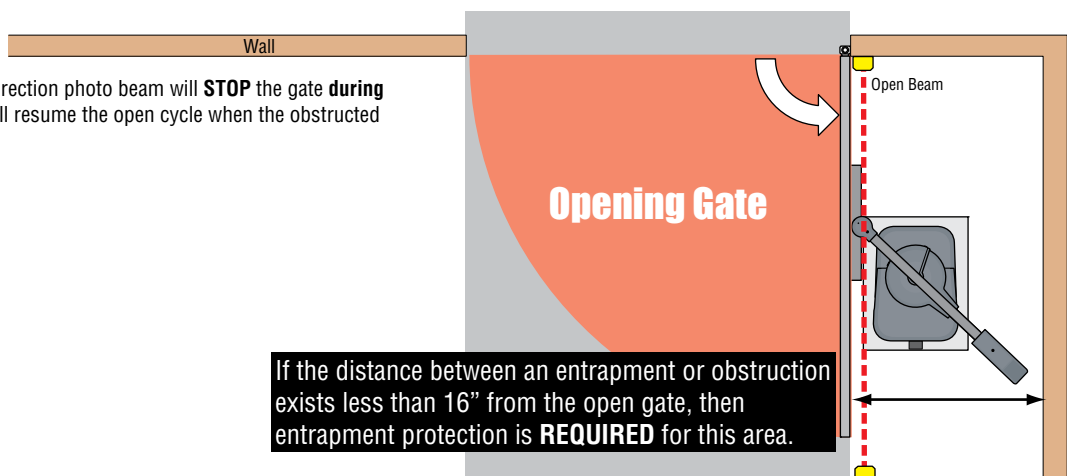 Wall
rection photo beam will STOP the gate during
ll resume the open cycle when the obstructed
Open Beam
Opening Gate
If the distance between an entrapment or obstruction
exists less than 16” from the open gate, then
entrapment protection is REQUIRED for this area.